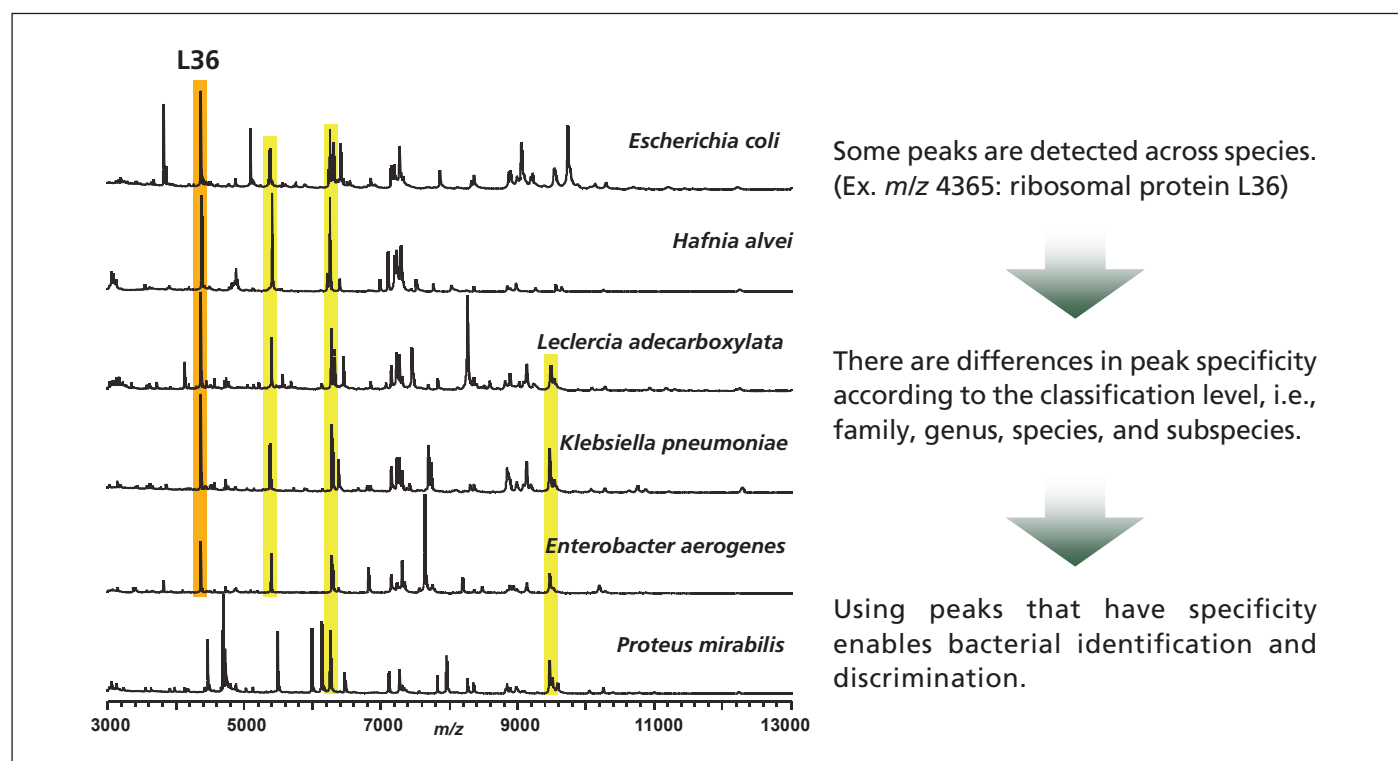 L36
Escherichia coli
Hafnia alvei
Leclercia adecarboxylata
Klebsiella pneumoniae
Enterobacter aerogenes
Proteus mirabilis
3000 5000 7000 m/z 9000 11000 13000
Some peaks are detected across species.
(Ex. m/z 4365: ribosomal protein L36)
There are differences in peak specificity
according to the classification level, i.e.,
family, genus, species, and subspecies.
Using peaks that have specificity
enables bacterial identification and
discrimination.